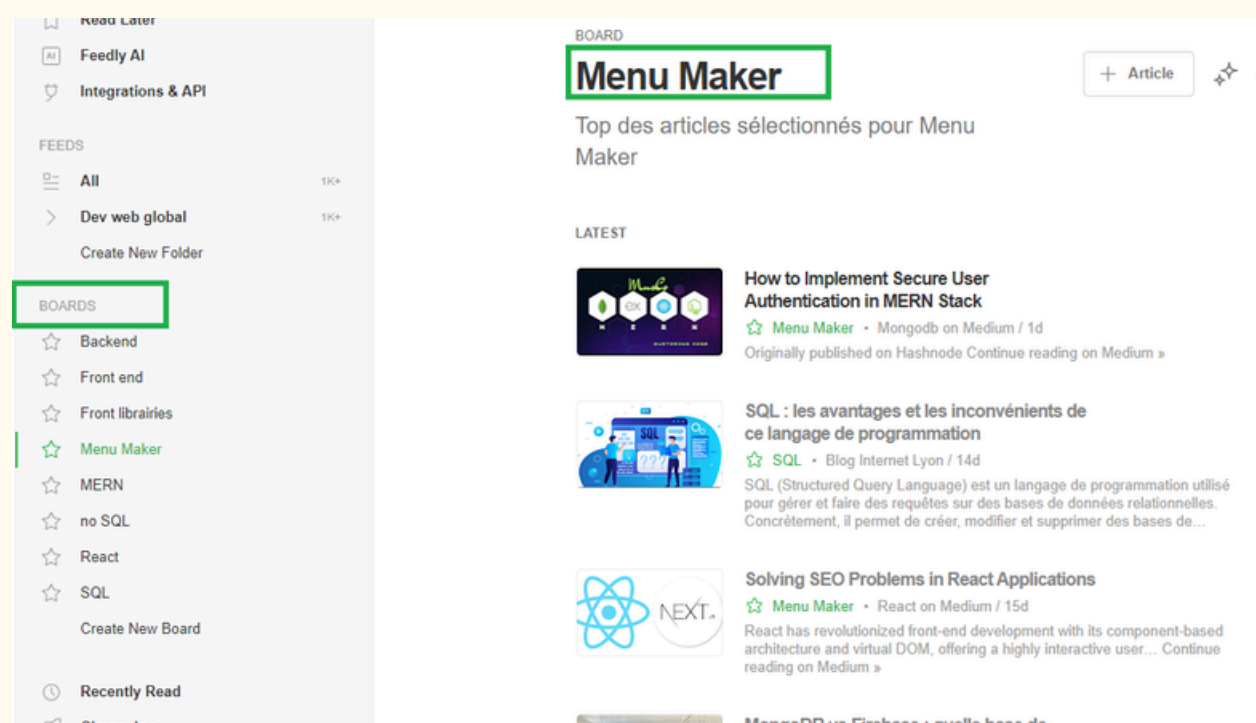 Read Later
Feedly AI
Integrations & API
FEEDS
All 1K+
Dev web global 1K+
Create New Folder
BOARDS
Backend
Front end
Front librairies
Menu Maker
MERN
no SQL
React
SQL
Create New Board
Recently Read
BOARD
Menu Maker
+ Article
Top des articles sélectionnés pour Menu
Maker
LATEST
How to Implement Secure User
Authentication in MERN Stack
Menu Maker • Mongodb on Medium / 1d
Originally published on Hashnode Continue reading on Medium »
SQL : les avantages et les inconvénients de
ce langage de programmation
SQL • Blog Internet Lyon / 14d
SQL (Structured Query Language) est un langage de programmation utilisé
pour gérer et faire des requêtes sur des bases de données relationnelles.
Concrètement, il permet de créer, modifier et supprimer des bases de...
SQL
???
Solving SEO Problems in React Applications
Menu Maker • React on Medium / 15d
React has revolutionized front-end development with its component-based
architecture and virtual DOM, offering a highly interactive user... Continue
reading on Medium »
NEXT
MongoDB vs Firebase : quelle base de